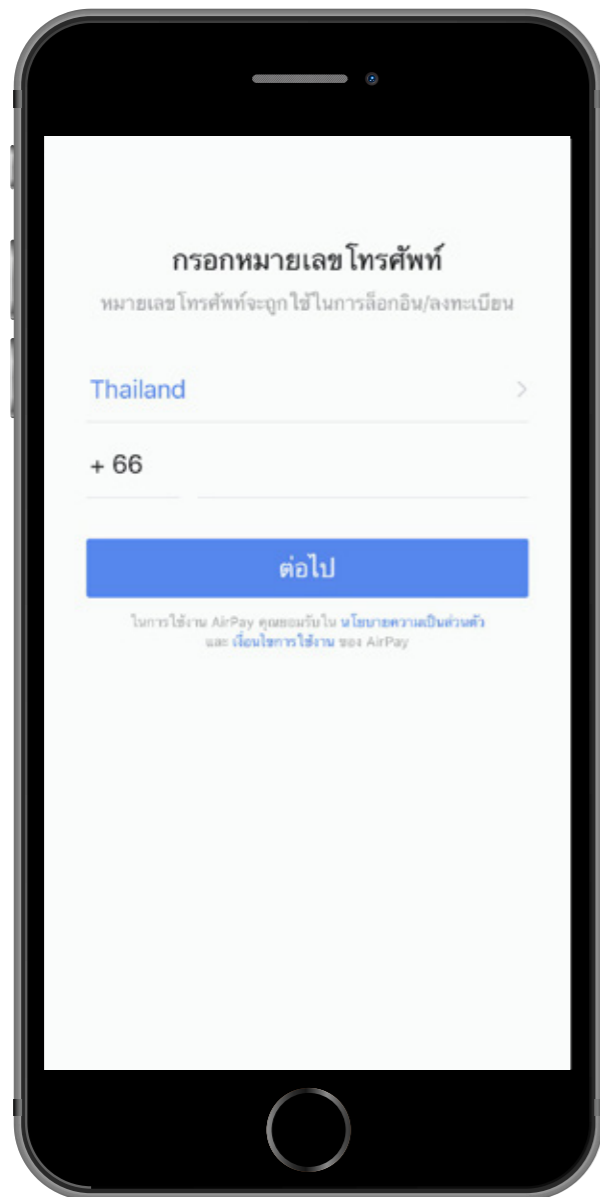 กรอกหมายเลขโทรศัพท์
หมายเลขโทรศัพท์จะถูกใช้ในการล็อกอิน/ลงทะเบียน
Thailand
+ 66
ต่อไป
ในการใช้งาน AirPay คุณยอมรับใน นโยบายความเป็นส่วนตัว
และ เงื่อนไขการใช้งาน ของ AirPay